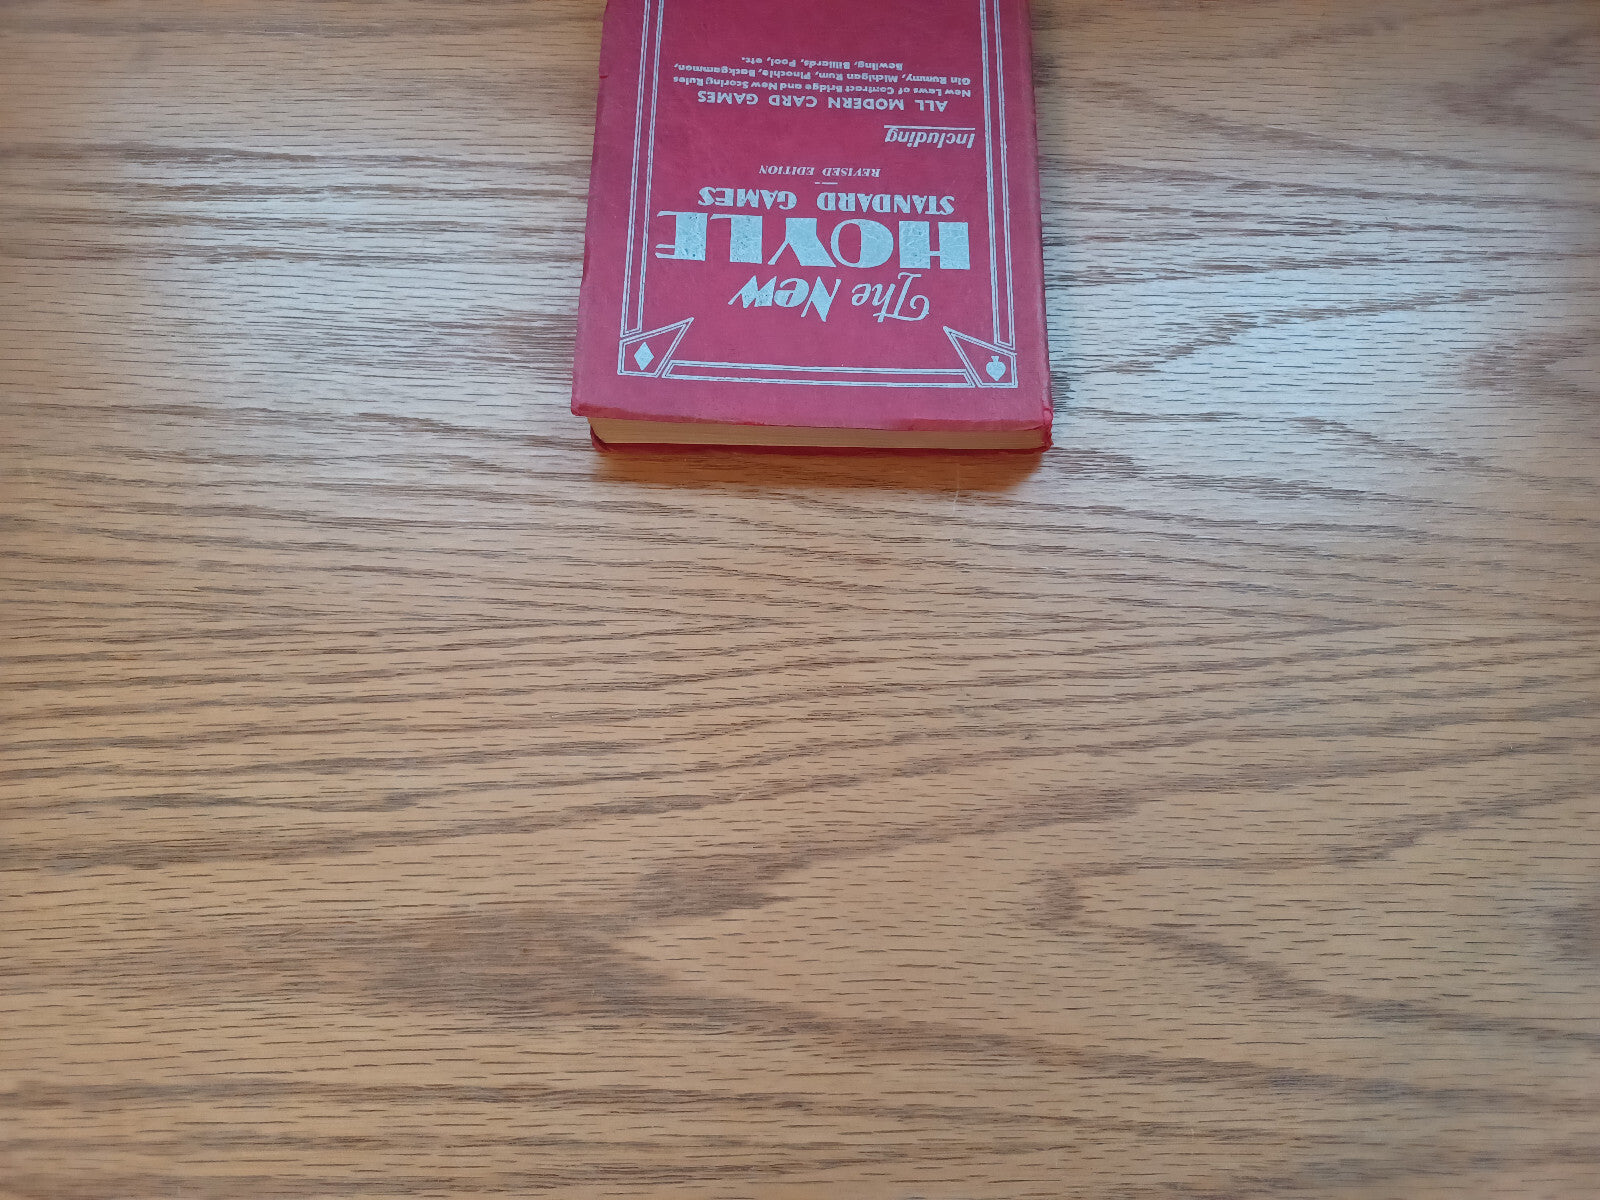 The New
HOYLE
STANDARD GAMES
REVISED EDITION
Including
ALL MODERN CARD GAMES
New Laws of Contract Bridge and New Scoring Rules
Gin Rummy, Michigan Rum, Pinochle, Backgammon,
Bowling, Billiards, Pool, etc.